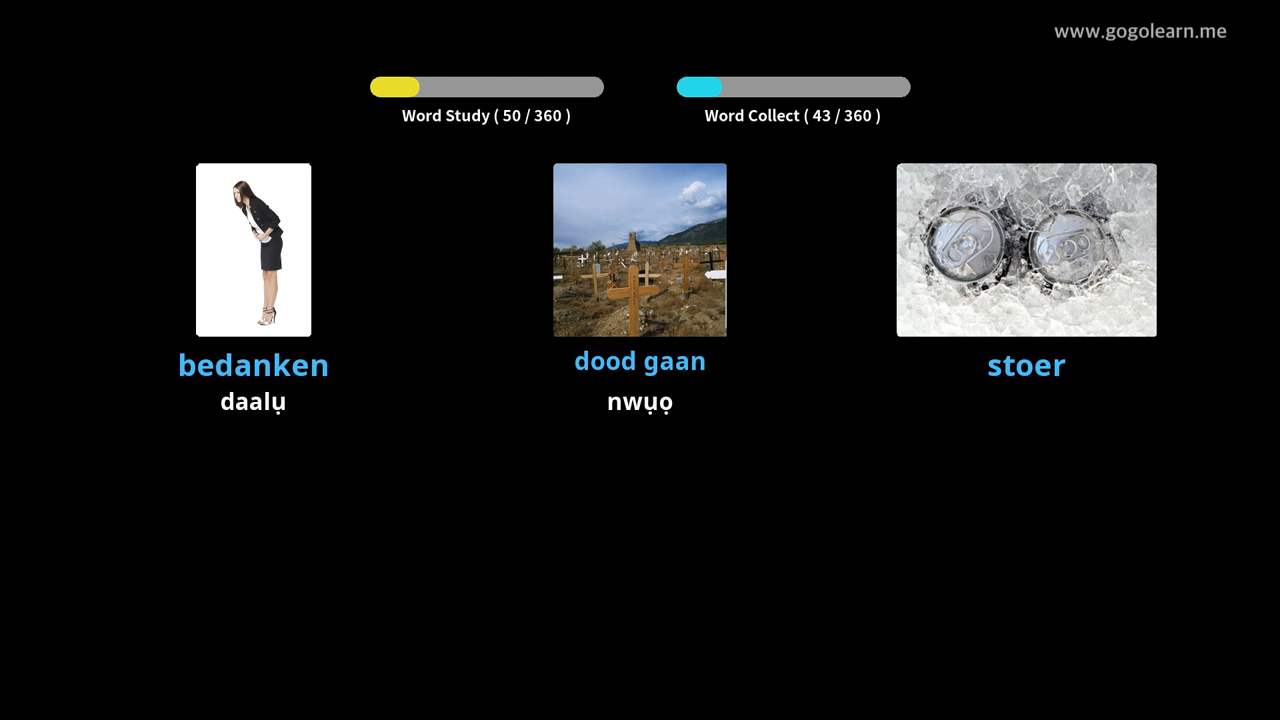 www.gogolearn.me
Word Study ( 50 / 360 )
Word Collect ( 43 / 360 )
bedanken
daalụ
dood gaan
nwụọ
stoer